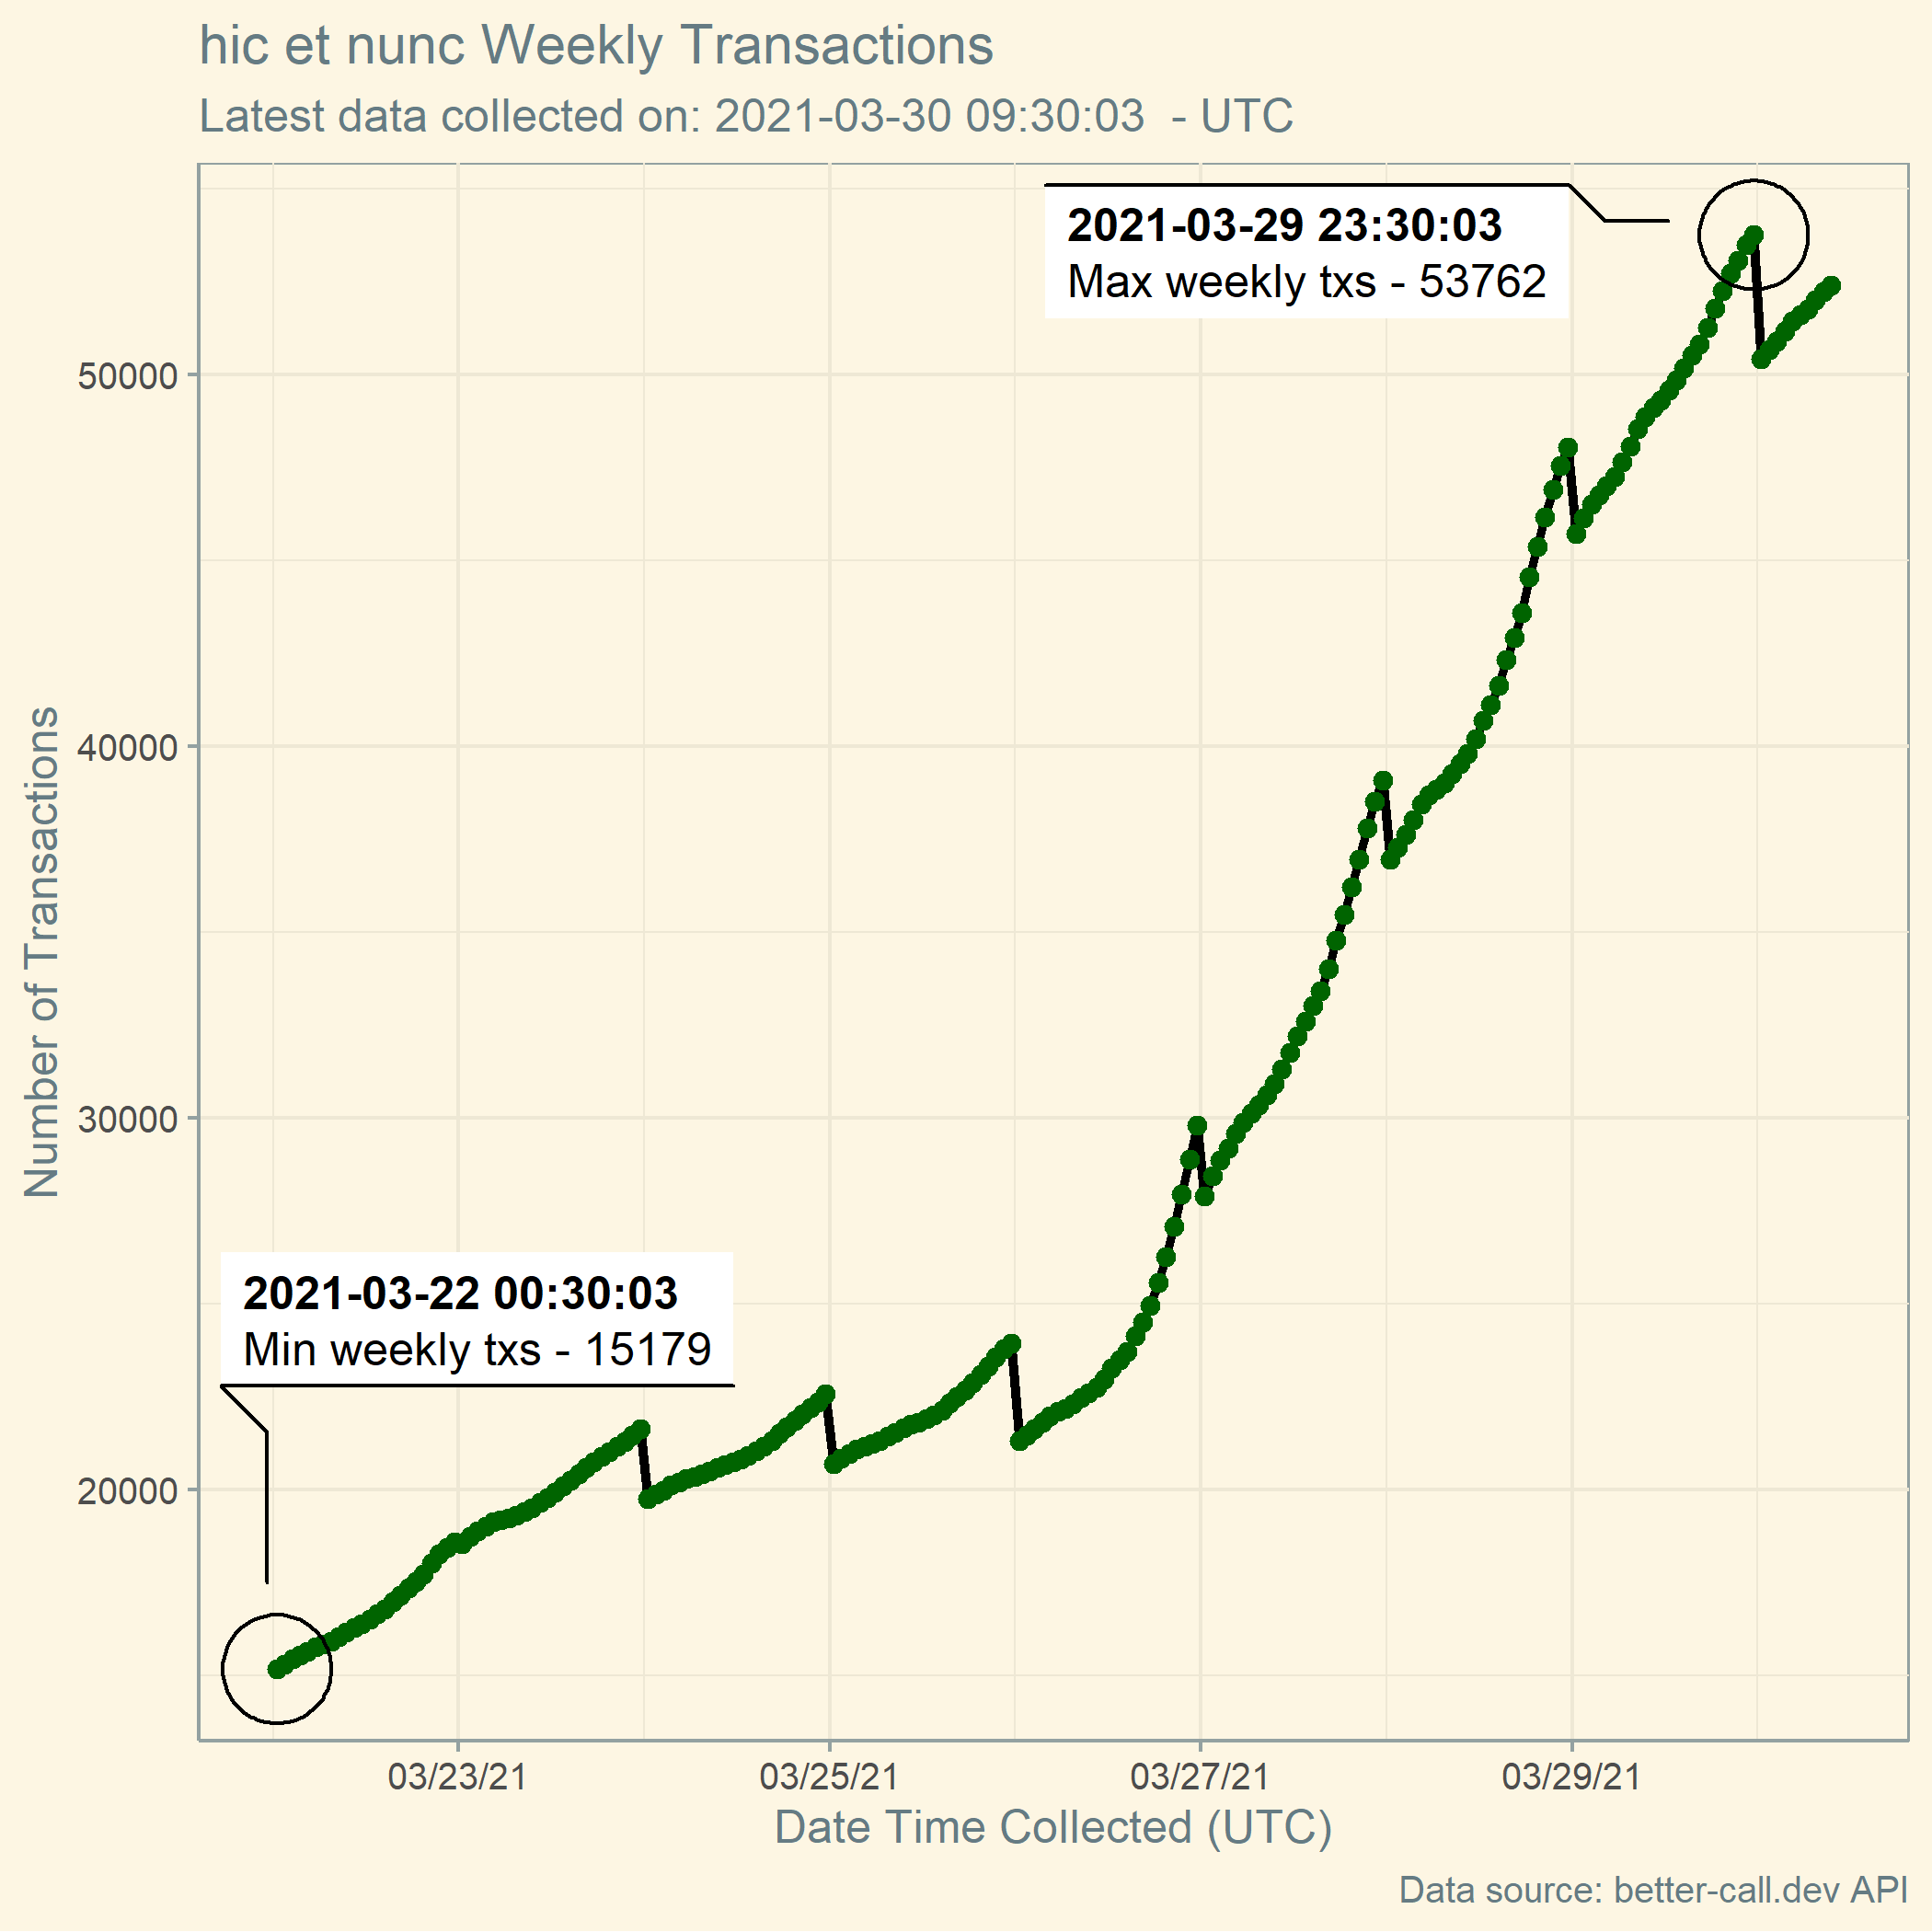 hic et nunc Weekly Transactions
Latest data collected on: 2021-03-30 09:30:03  - UTC
2021-03-29 23:30:03
Max weekly txs - 53762
50000
40000
30000
20000
Number of Transactions
2021-03-22 00:30:03
Min weekly txs - 15179
03/23/21 03/25/21 03/27/21 03/29/21
Date Time Collected (UTC)
Data source: better-call.dev API